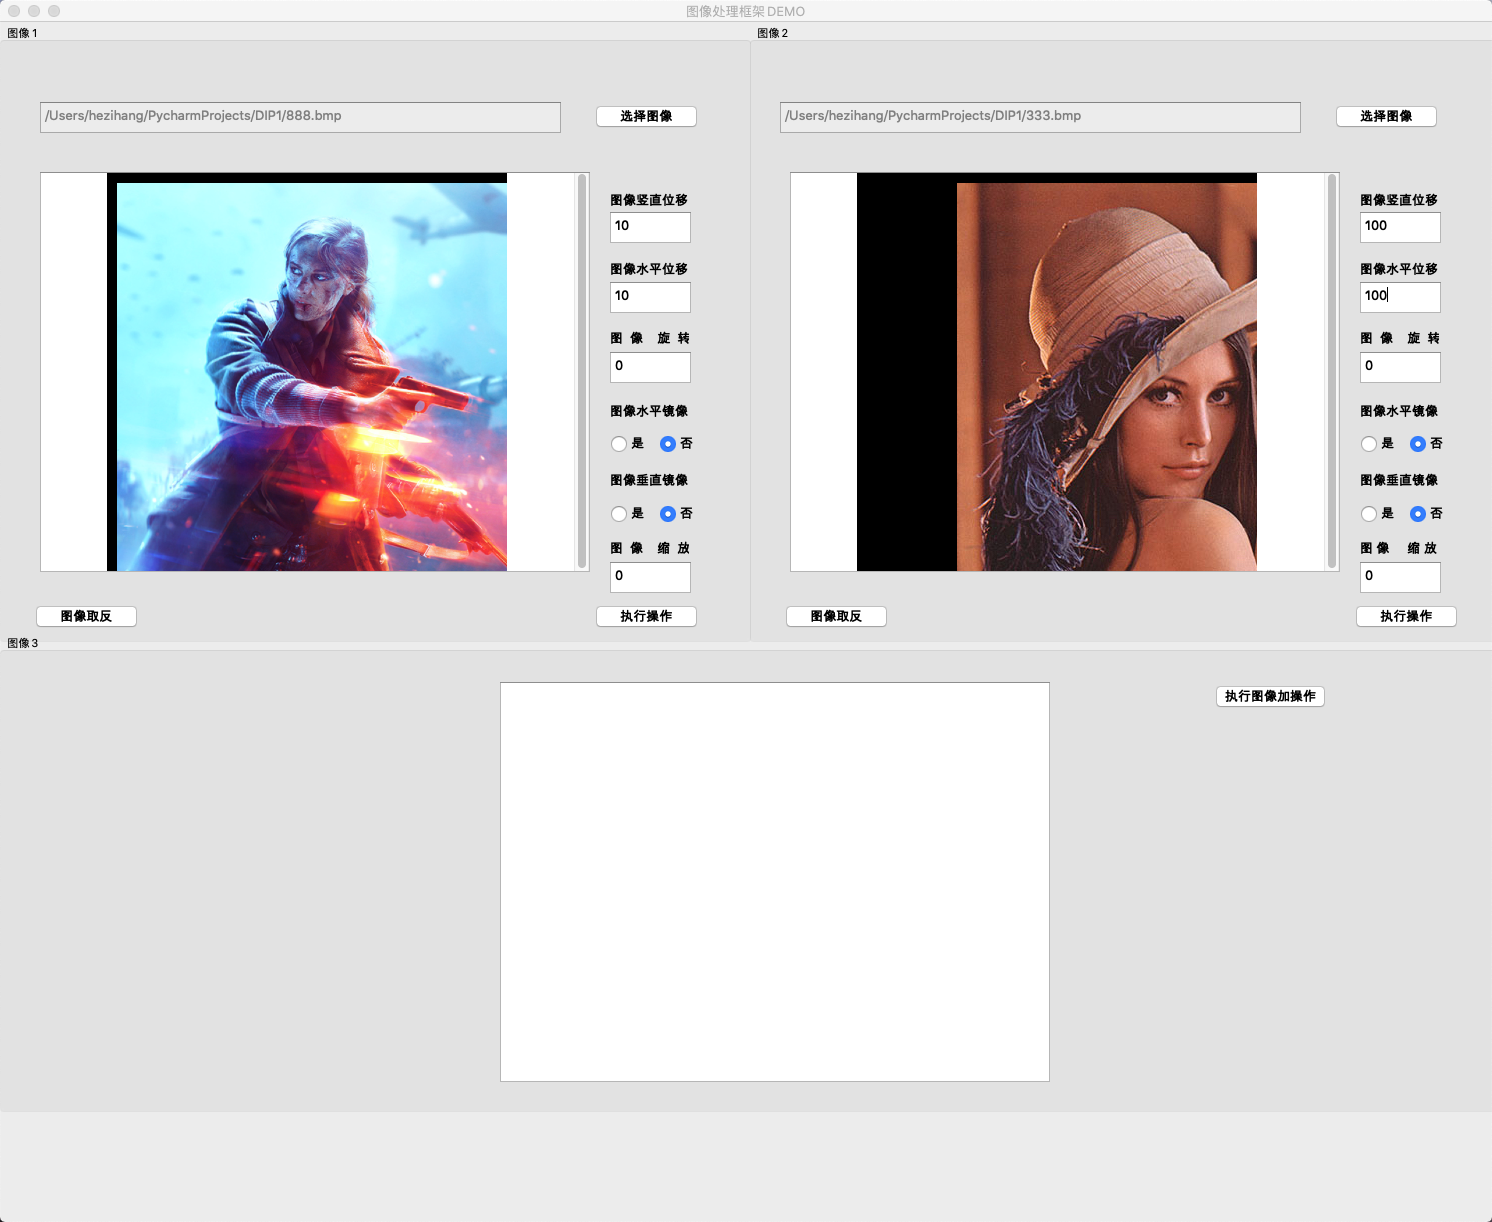 图像处理框架DEMO
图像1
/Users/hezihang/PycharmProjects/DIP1/888.bmp
选择图像
图像竖直位移
10
图像水平位移
10
图 像 旋 转
0
图像水平镜像
是 否
图像垂直镜像
是 否
图 像 缩 放
0
图像取反
执行操作
图像2
/Users/hezihang/PycharmProjects/DIP1/333.bmp
选择图像
图像竖直位移
100
图像水平位移
100
图 像 旋 转
0
图像水平镜像
是 否
图像垂直镜像
是 否
图 像 缩 放
0
图像取反
执行操作
图像3
执行图像加操作